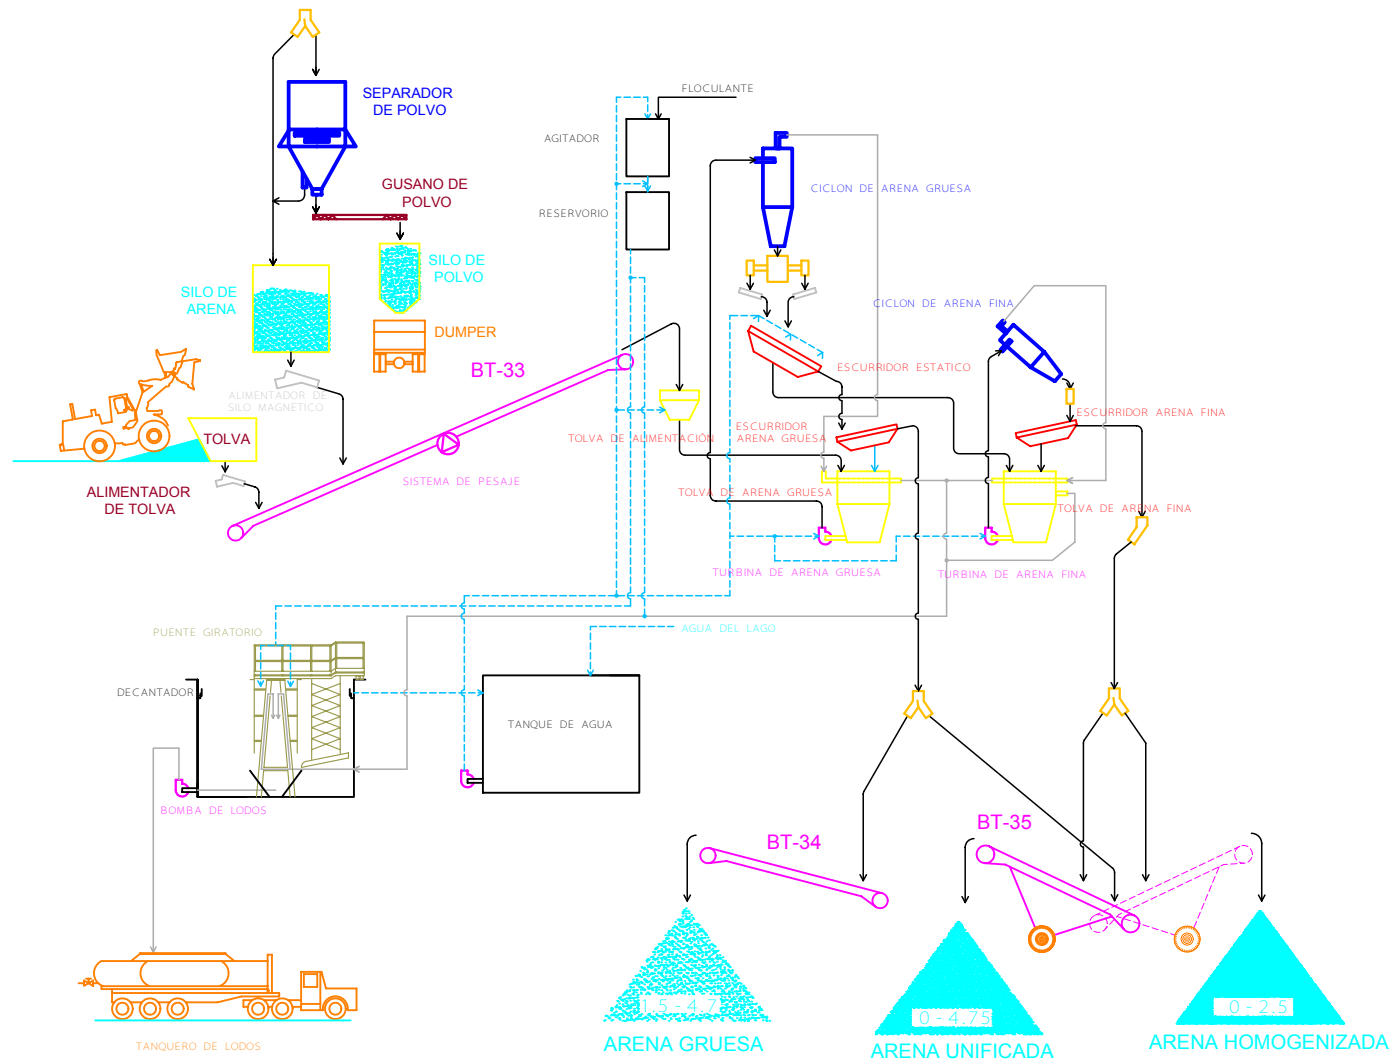 SEPARADOR
DE POLVO
GUSANO DE
POLVO
SILO DE
POLVO
SILO DE
ARENA
DUMPER
ALIMENTADOR DE
SILO MAGNETICO
TOLVA
ALIMENTADOR
DE TOLVA
BT-33
SISTEMA DE PESAJE
FLOCULANTE
AGITADOR
RESERVORIO
CICLON DE ARENA GRUESA
CICLON DE ARENA FINA
ESCURRIDOR ESTATICO
ESCURRIDOR ARENA FINA
TOLVA DE ALIMENTACIÓN
ESCURRIDOR
ARENA GRUESA
TOLVA DE ARENA GRUESA
TOLVA DE ARENA FINA
TURBINA DE ARENA GRUESA
TURBINA DE ARENA FINA
PUENTE GIRATORIO
AGUA DEL LAGO
DECANTADOR
TANQUE DE AGUA
BOMBA DE LODOS
BT-34
BT-35
1.5 - 4.7
0 - 4.75
0 - 2.5
ARENA GRUESA
ARENA UNIFICADA
ARENA HOMOGENIZADA
TANQUERO DE LODOS